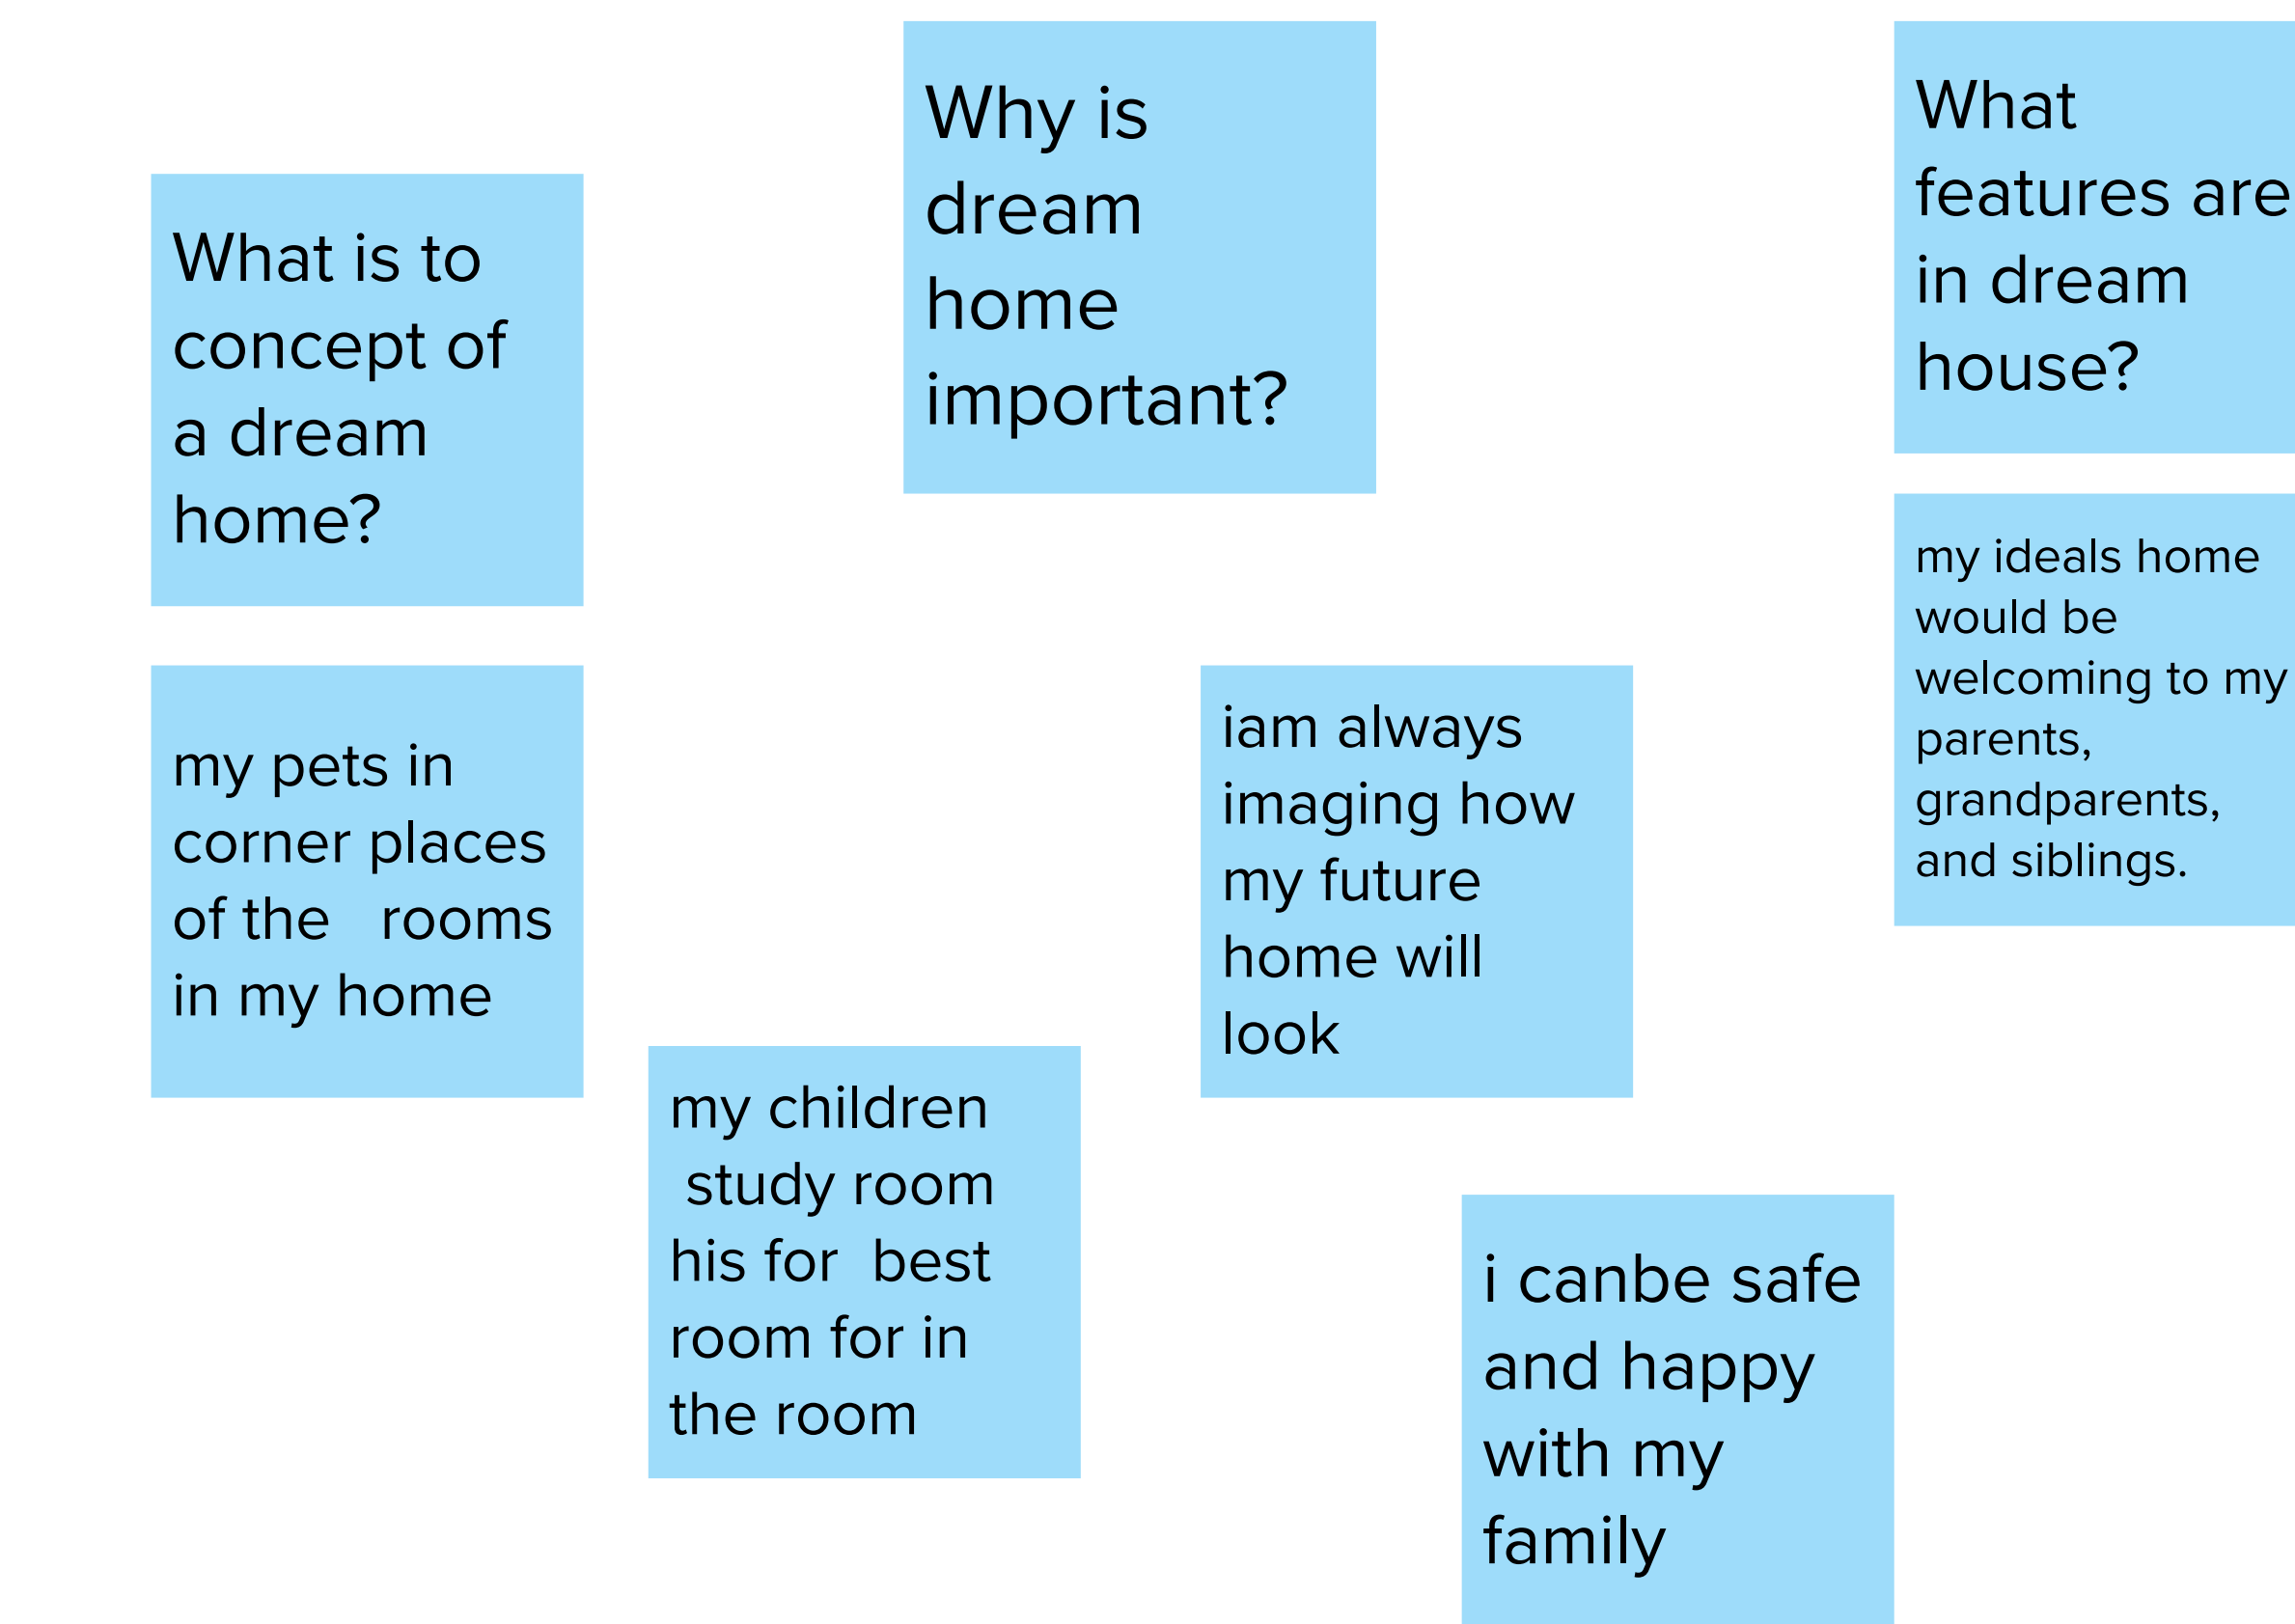 What is to
concept of
a dream
home?
my pets in
corner places
of the   rooms
in my home
my children
 study room
his for  best
room for in
the room
Why is
dream
home
important?
iam always
imaging how
my future
home will
look
i canbe safe
and happy
with my
family
What
features are
in dream
house?
my ideals home
would be
welcoming to my
parents,
grandparents,
and siblings.